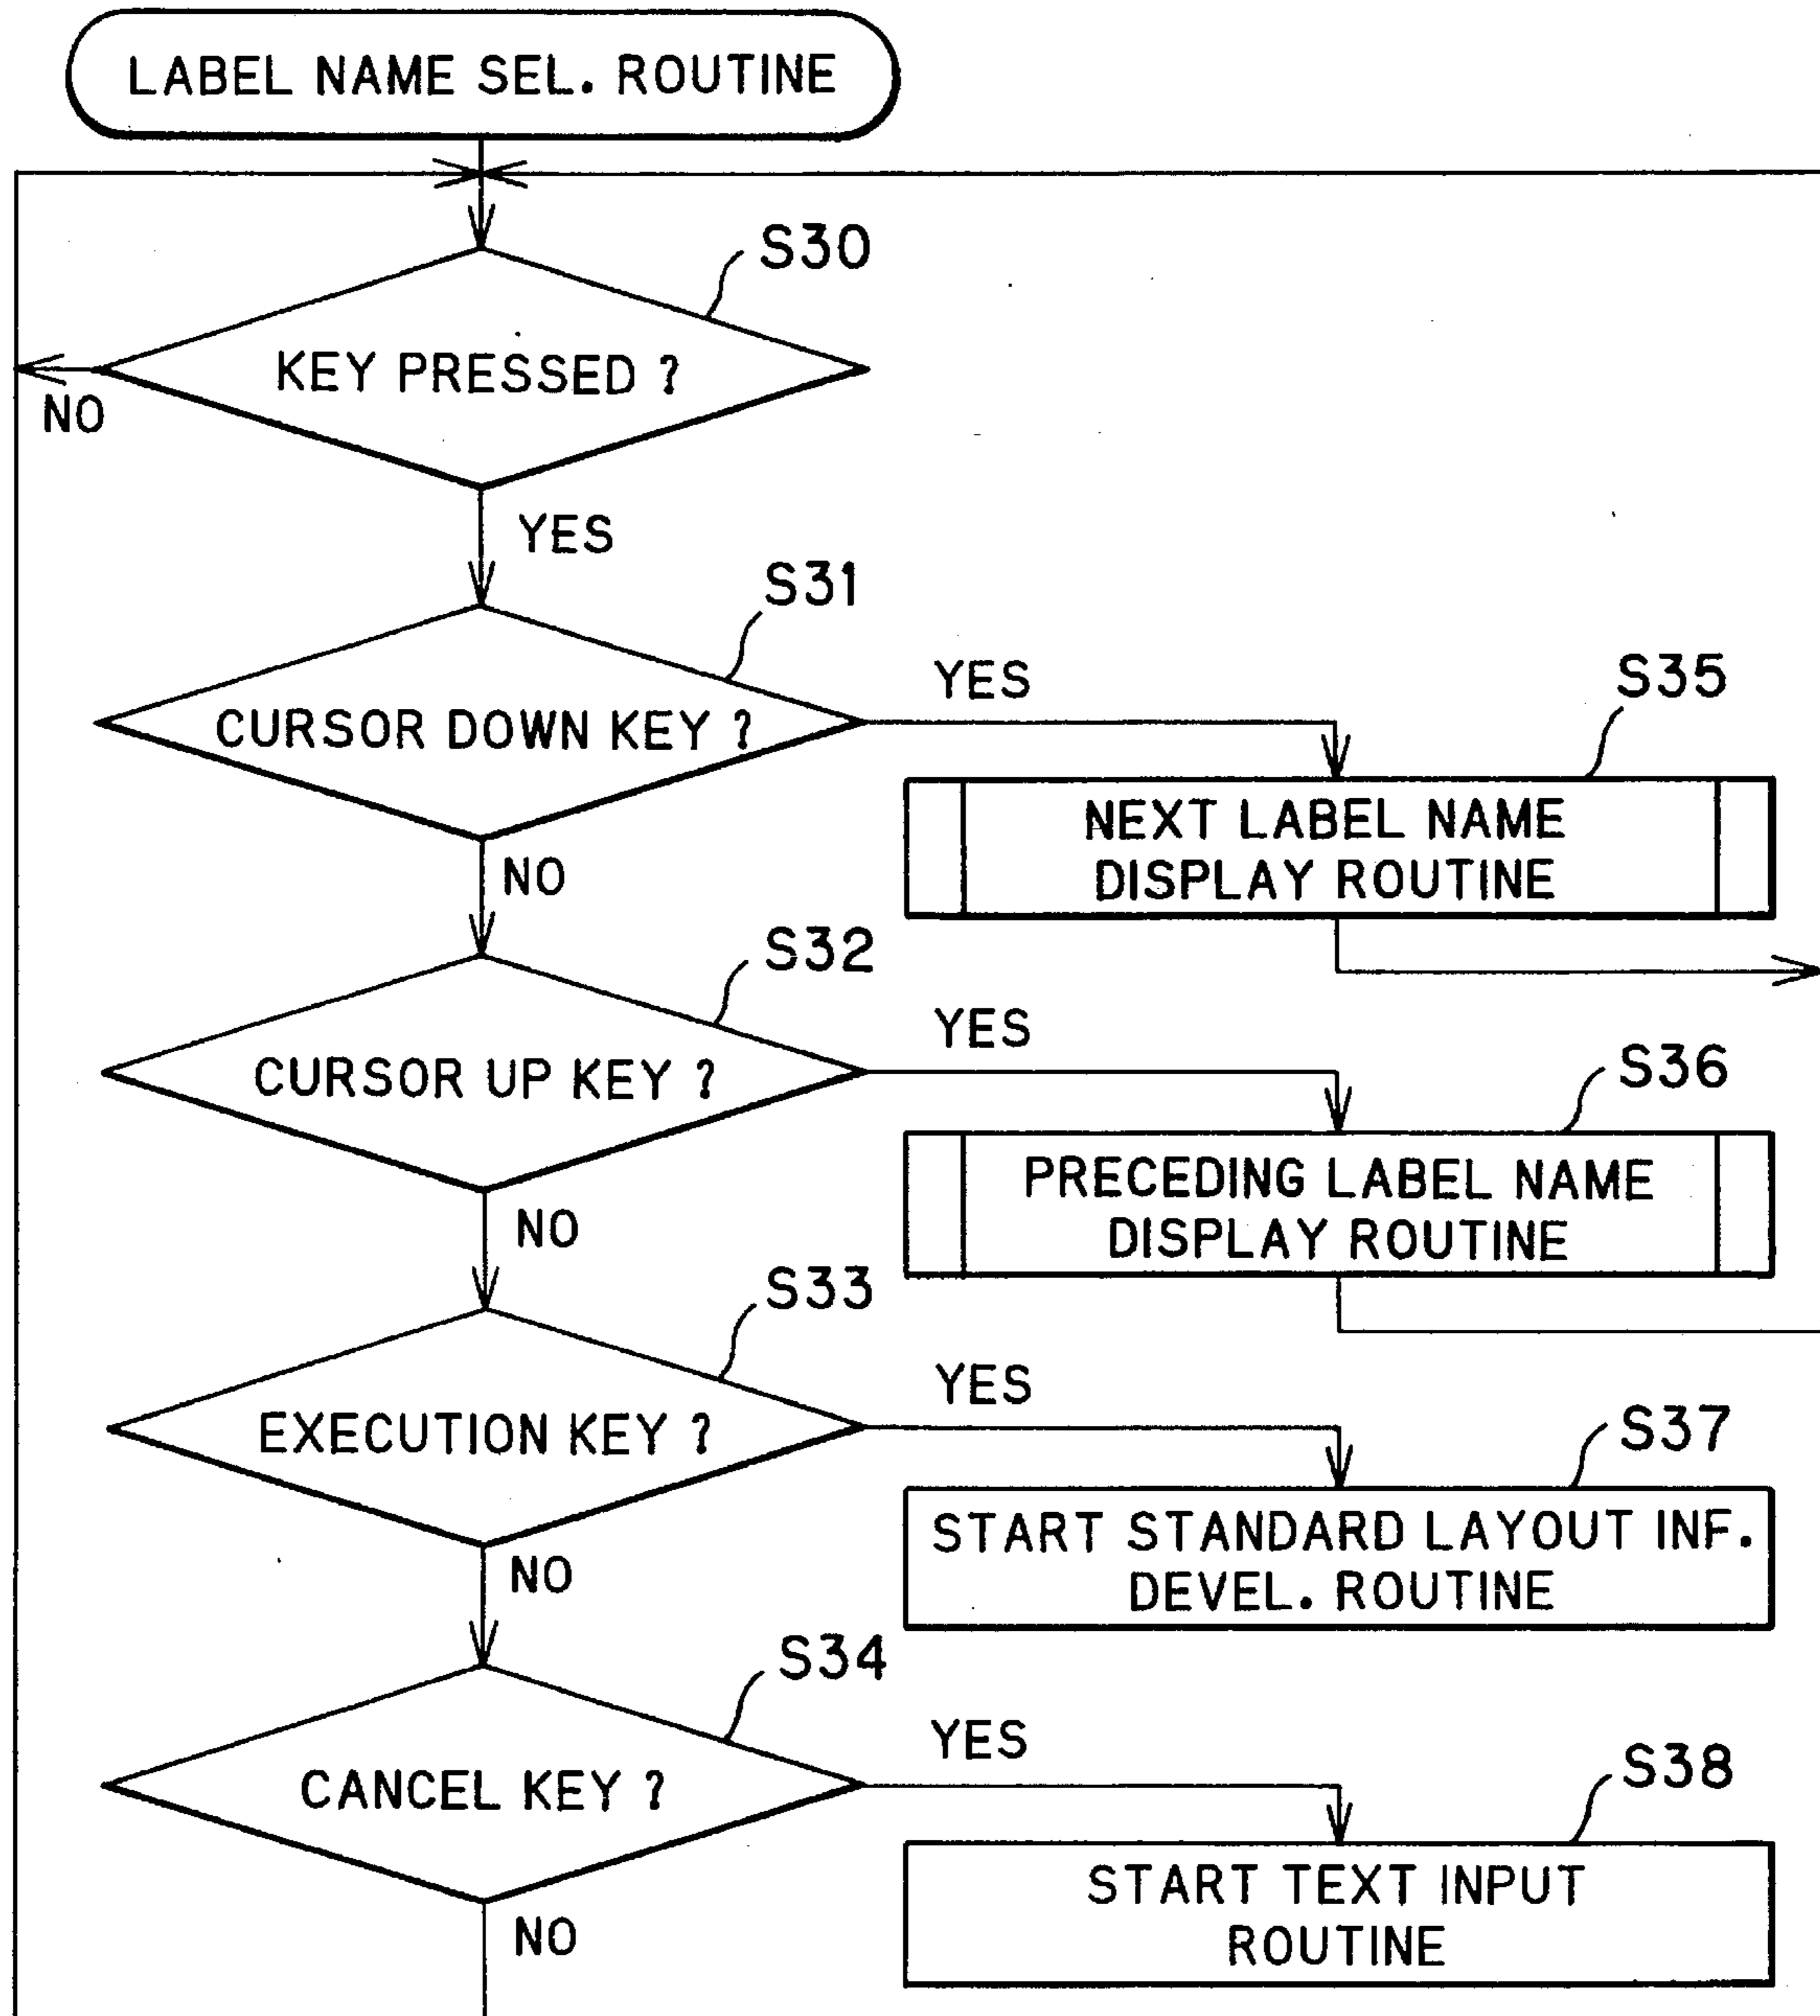 LABEL NAME SEL. ROUTINE
S30
KEY PRESSED ?
NO
YES
S31
CURSOR DOWN KEY ?
YES
S35
NEXT LABEL NAME
DISPLAY ROUTINE
NO
S32
CURSOR UP KEY ?
YES
S36
PRECEDING LABEL NAME
DISPLAY ROUTINE
NO
S33
EXECUTION KEY ?
YES
S37
START STANDARD LAYOUT INF.
DEVEL. ROUTINE
NO
S34
CANCEL KEY ?
YES
S38
START TEXT INPUT
ROUTINE
NO